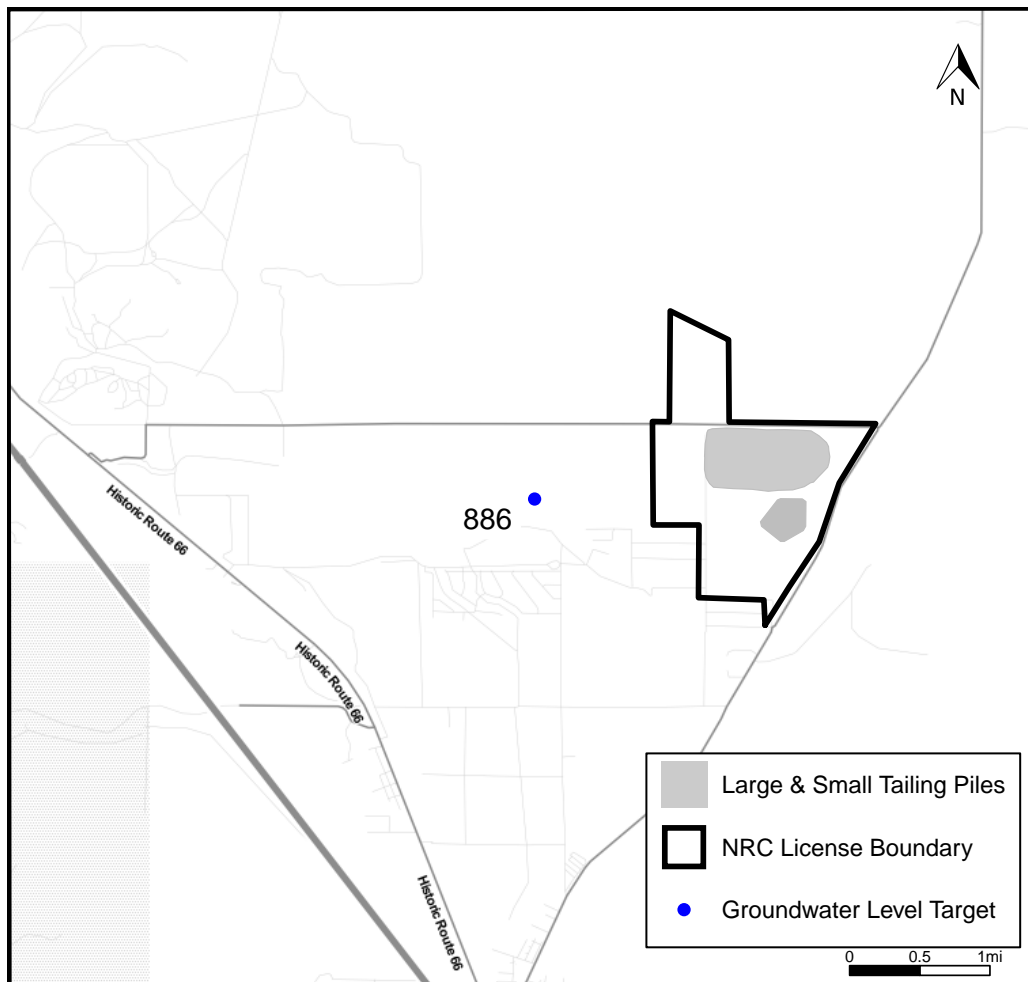 N
886
Historic Route 66
Historic Route 66
Historic Route 66
Large & Small Tailing Piles
NRC License Boundary
Groundwater Level Target
0 0.5 1mi